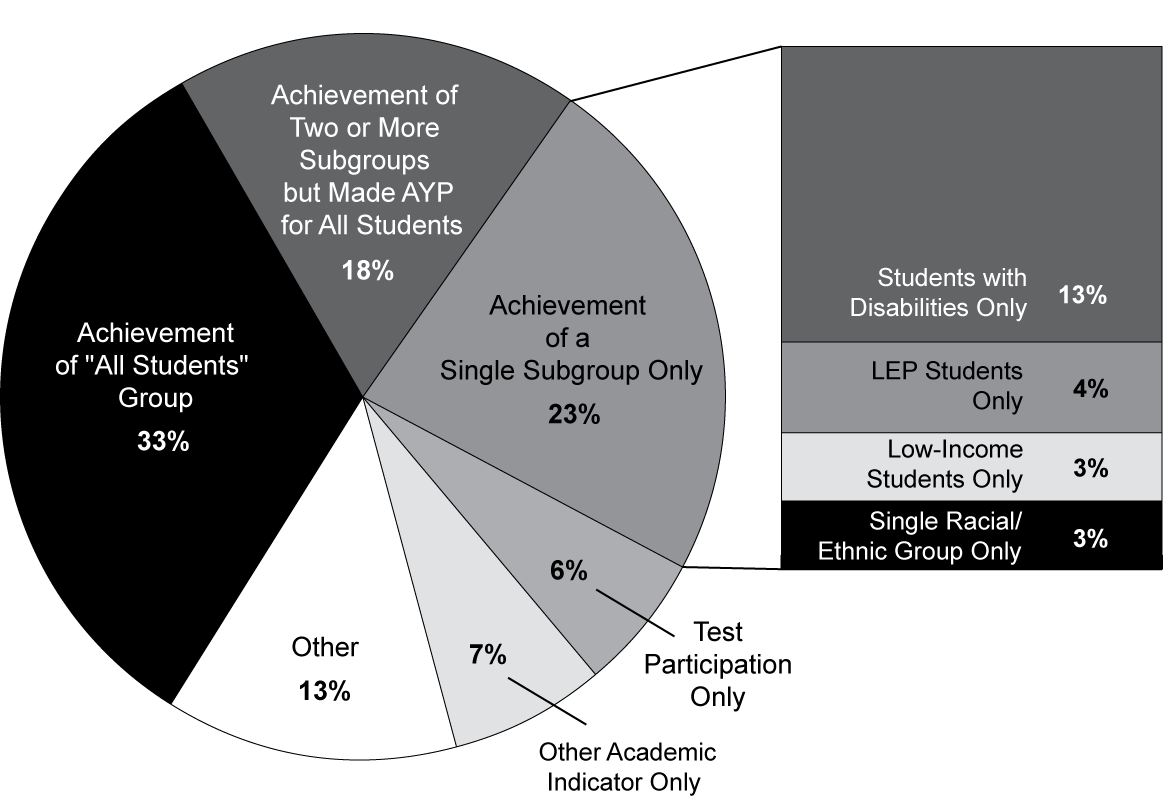 Achievement of
Two or More
Subgroups
but Made AYP
for All Students
18%
Achievement
of a
Single Subgroup Only
23%
Achievement
of "All Students"
Group
33%
Other
13%
7%
Other Academic
Indicator Only
6%
Test
Participation
Only
Students with
Disabilities Only
13%
LEP Students
Only
4%
Low-Income
Students Only
3%
Single Racial/
Ethnic Group Only
3%